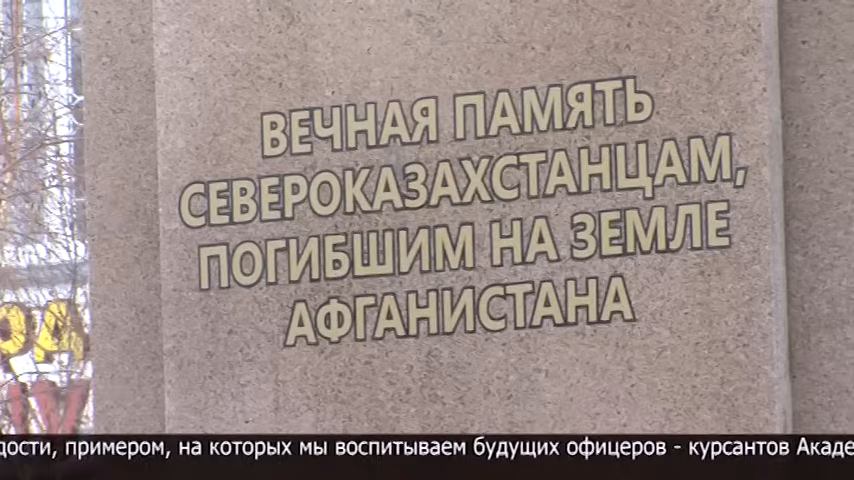 ВЕЧНАЯ ПАМЯТЬ
СЕВЕРОКАЗАХСТАНЦАМ,
ПОГИБШИМ НА ЗЕМЛЕ
АФГАНИСТАНА
примером, на которых мы воспитываем будущих офицеров - курсантов